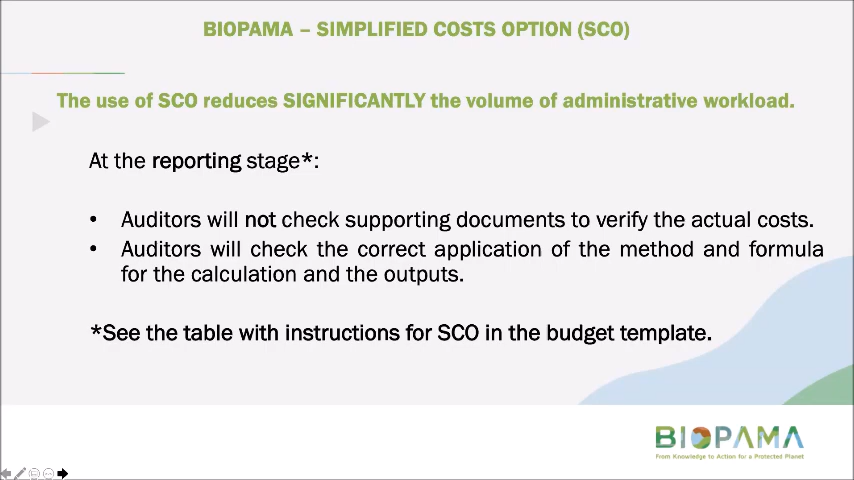 BIOPAMA – SIMPLIFIED COSTS OPTION (SCO)
The use of SCO reduces SIGNIFICANTLY the volume of administrative workload.
At the reporting stage*:
• Auditors will not check supporting documents to verify the actual costs.
• Auditors will check the correct application of the method and formula
for the calculation and the outputs.
*See the table with instructions for SCO in the budget template.
BIOPAMA
From Knowledge to Action for a Protected Planet